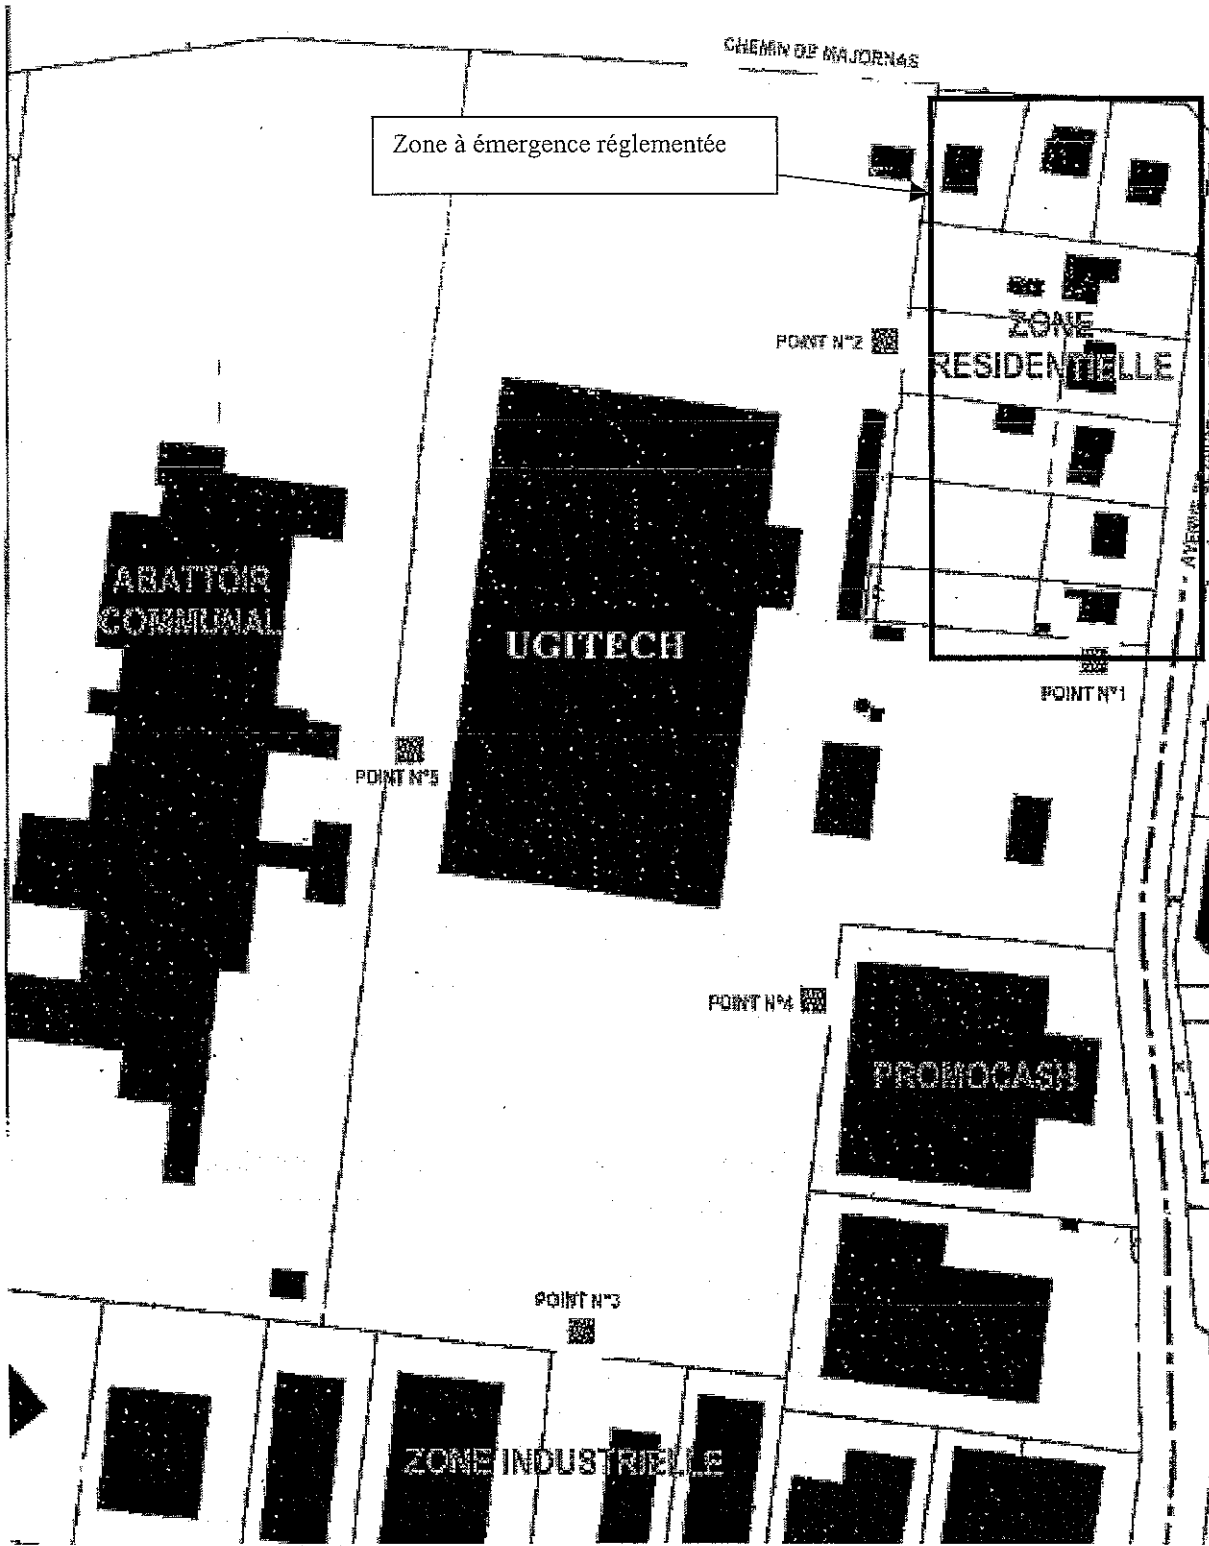 CHEMIN DE MAJORNAS
Zone à émergence réglementée
POINT N°2
ZONE
RESIDENTIELLE
ABATTOIR
COMMUNAL
UGITECH
AVENUE
POINT N°1
POINT N°5
POINT N°4
PROMOCASH
POINT N°3
ZONE INDUSTRIELLE